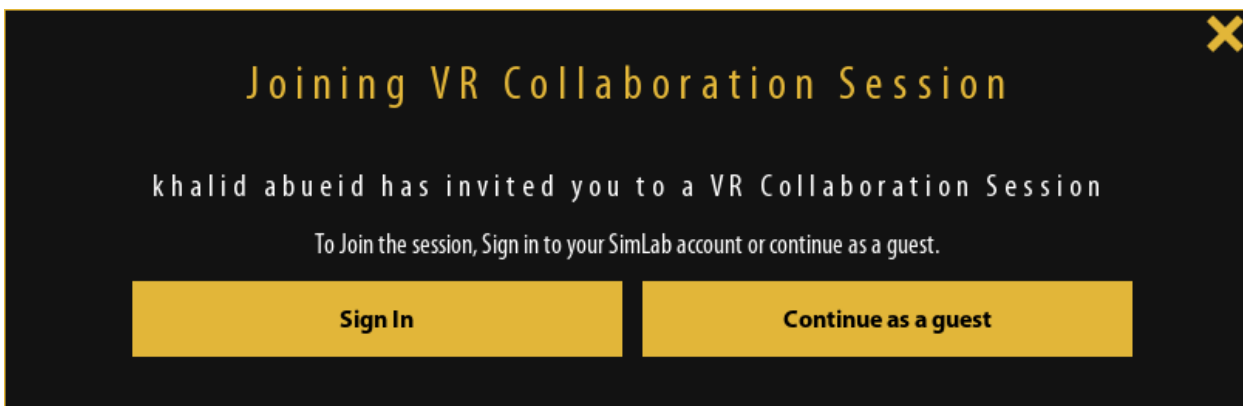 Joining VR Collaboration Session
khalid abueid has invited you to a VR Collaboration Session
To Join the session, Sign in to your SimLab account or continue as a guest.
Sign In
Continue as a guest